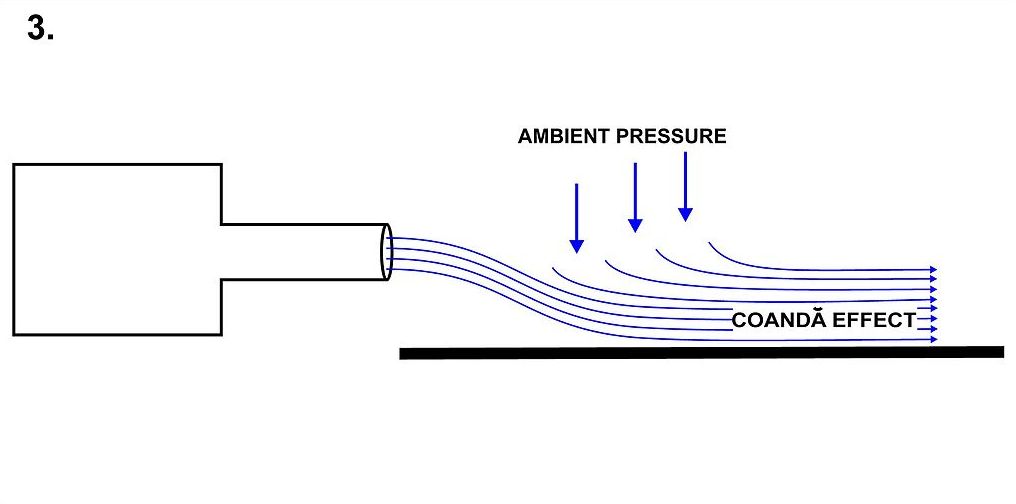 3.
AMBIENT PRESSURE
COANDĂ EFFECT